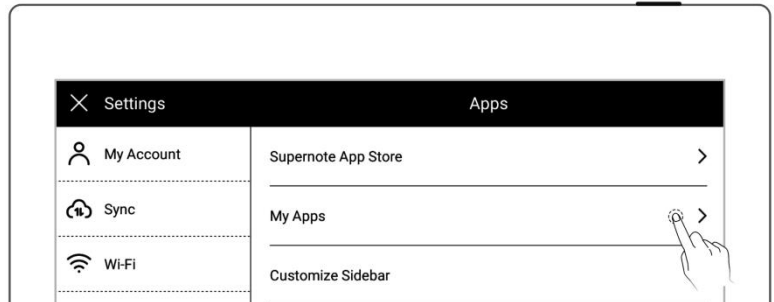 Settings
Apps
My Account
Supernote App Store
Sync
My Apps
Wi-Fi
Customize Sidebar